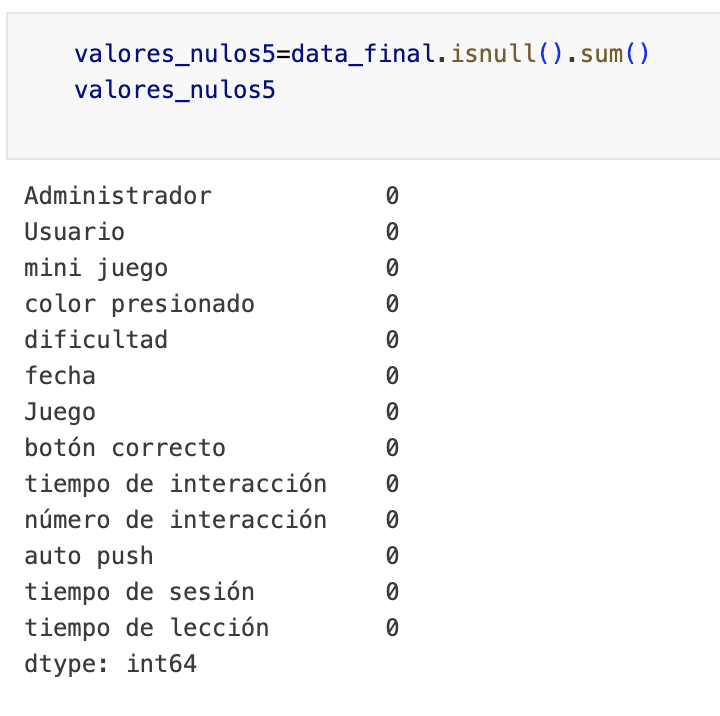 valores_nulos5=data_final.isnull().sum()
valores_nulos5
Administrador 0
Usuario 0
mini juego 0
color presionado 0
dificultad 0
fecha 0
Juego 0
botón correcto 0
tiempo de interacción 0
número de interacción 0
auto push 0
tiempo de sesión 0
tiempo de lección 0
dtype: int64